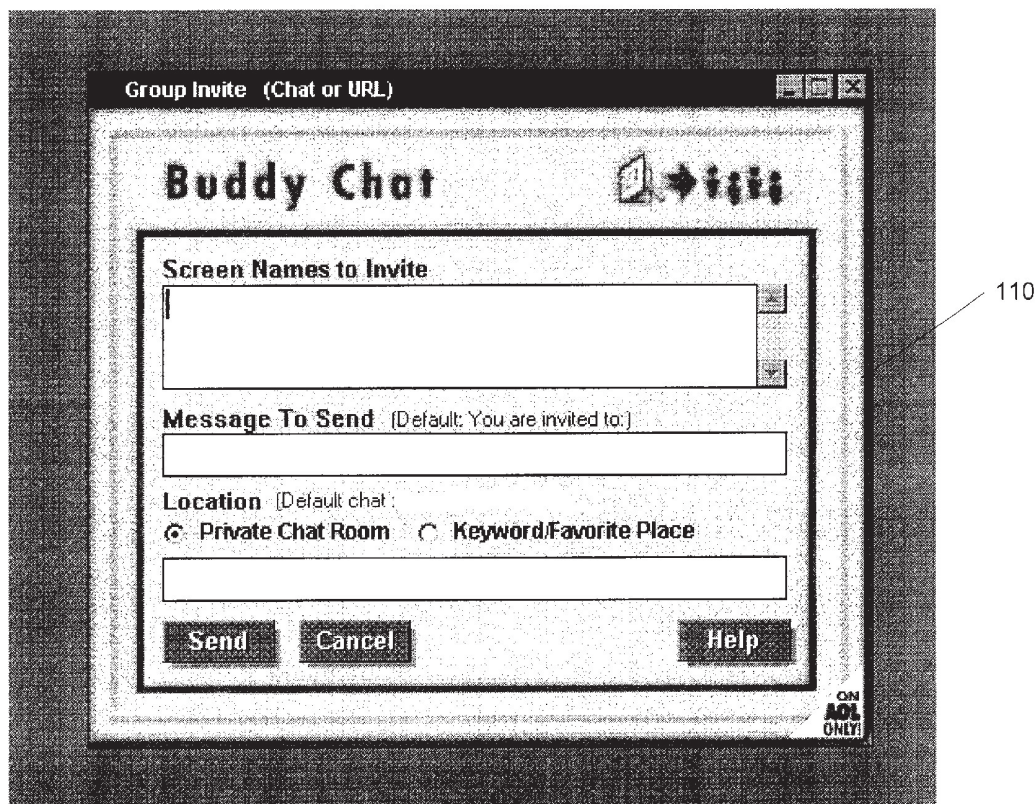 Group Invite (Chat or URL)
Buddy Chat
Screen Names to Invite
110
Message To Send (Default: You are invited to:)
Location (Default chat :
Private Chat Room Keyword/Favorite Place
Send Cancel Help
ON
AOL
ONLY!